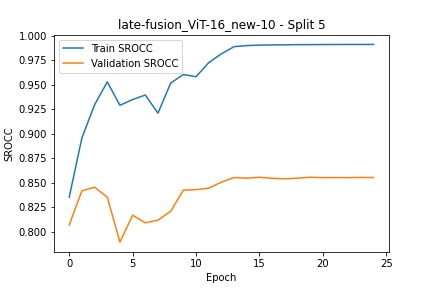 late-fusion_ViT-16_new-10 - Split 5
1.000
0.975
0.950
0.925
0.900
0.875
0.850
0.825
0.800
SROCC
Train SROCC
Validation SROCC
0 5 10 15 20 25
Epoch